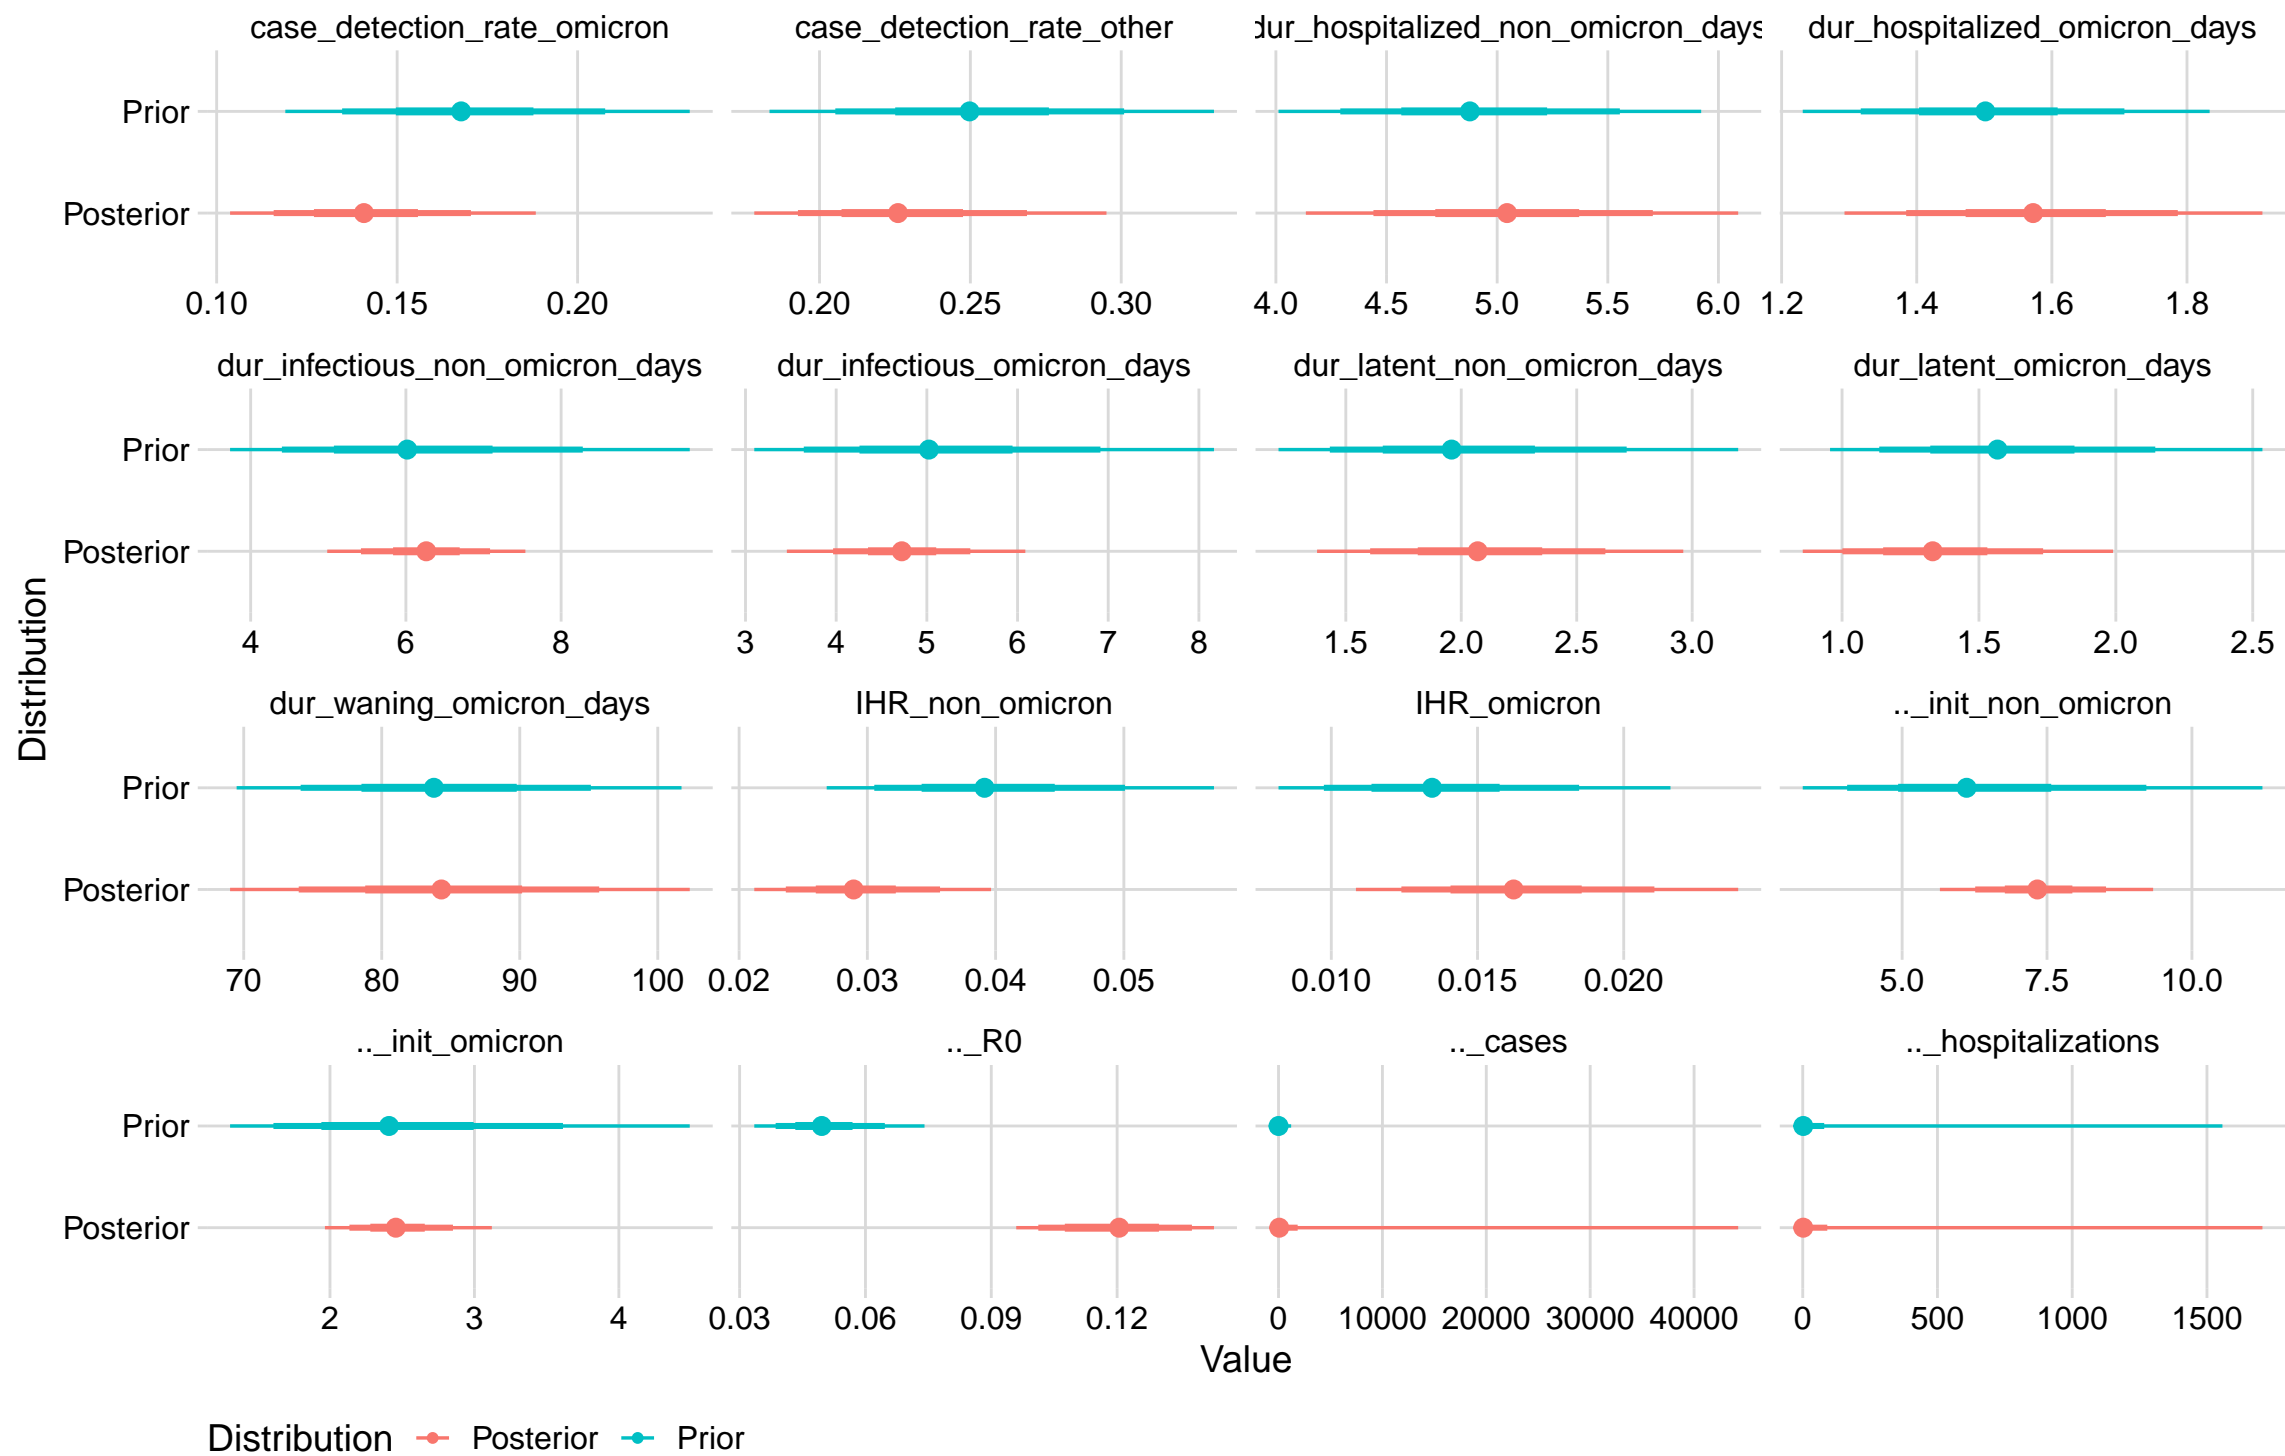 case_detection_rate_omicron case_detection_rate_other dur_hospitalized_non_omicron_days dur_hospitalized_omicron_days
Prior
Posterior
0.10 0.15 0.20 0.20 0.25 0.30 4.0 4.5 5.0 5.5 6.0 1.2 1.4 1.6 1.8
dur_infectious_non_omicron_days dur_infectious_omicron_days dur_latent_non_omicron_days dur_latent_omicron_days
Prior
Posterior
4 6 8 3 4 5 6 7 8 1.5 2.0 2.5 3.0 1.0 1.5 2.0 2.5
Distribution
dur_waning_omicron_days IHR_non_omicron IHR_omicron .._init_non_omicron
Prior
Posterior
70 80 90 100 0.02 0.03 0.04 0.05 0.010 0.015 0.020 5.0 7.5 10.0
.._init_omicron .._R0 .._cases .._hospitalizations
Prior
Posterior
2 3 4 0.03 0.06 0.09 0.12 0 10000 20000 30000 40000 0 500 1000 1500
Value
Distribution Posterior Prior